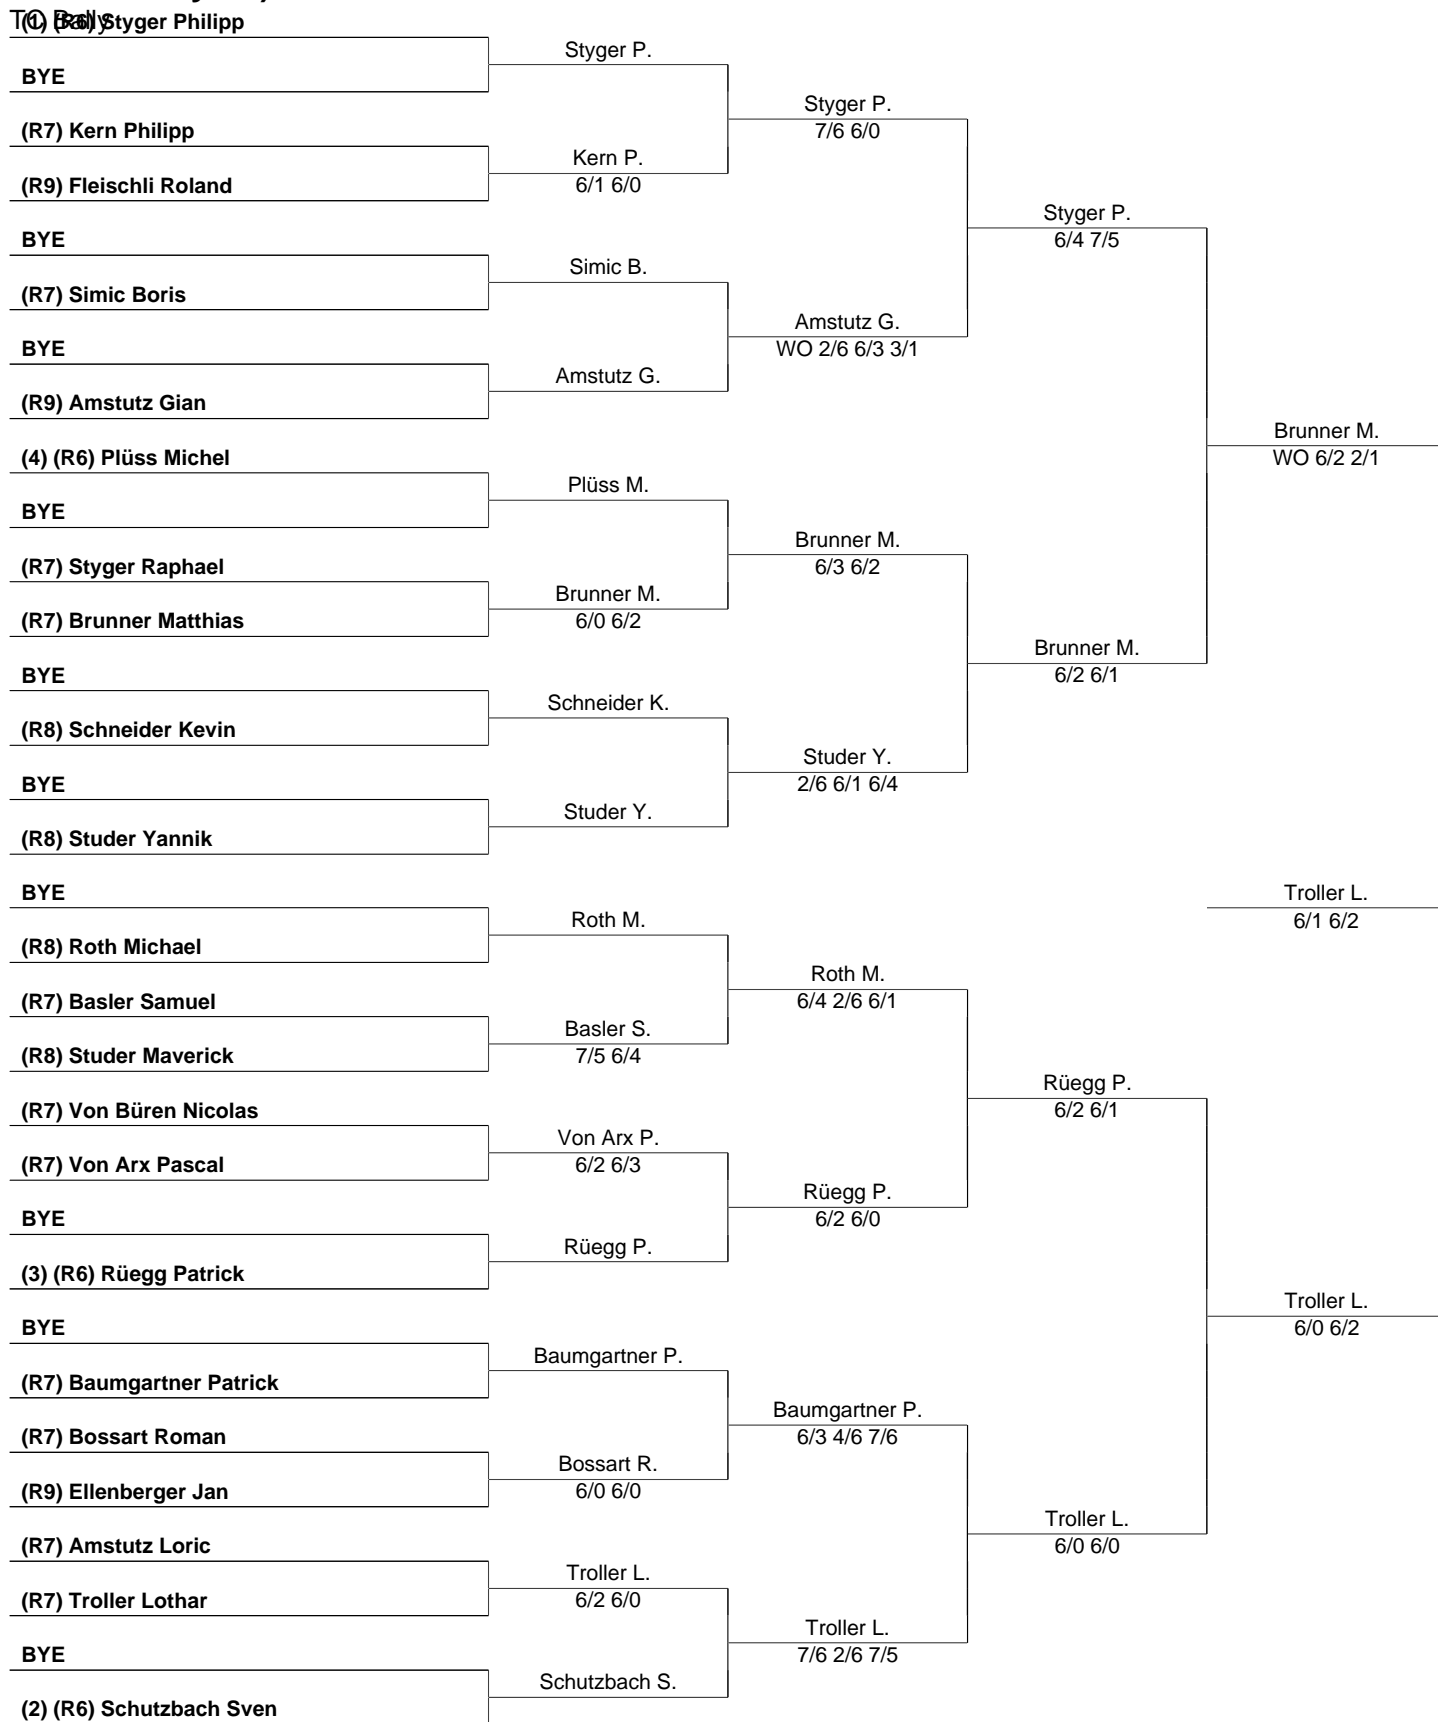 TC Bally
(1) (R6) Styger Philipp
BYE
(R7) Kern Philipp
(R9) Fleischli Roland
BYE
(R7) Simic Boris
BYE
(R9) Amstutz Gian
(4) (R6) Plüss Michel
BYE
(R7) Styger Raphael
(R7) Brunner Matthias
BYE
(R8) Schneider Kevin
BYE
(R8) Studer Yannik
BYE
(R8) Roth Michael
(R7) Basler Samuel
(R8) Studer Maverick
(R7) Von Büren Nicolas
(R7) Von Arx Pascal
BYE
(3) (R6) Rüegg Patrick
BYE
(R7) Baumgartner Patrick
(R7) Bossart Roman
(R9) Ellenberger Jan
(R7) Amstutz Loric
(R7) Troller Lothar
BYE
(2) (R6) Schutzbach Sven
Styger P.
Kern P.
6/1 6/0
Simic B.
Amstutz G.
Plüss M.
Brunner M.
6/0 6/2
Schneider K.
Studer Y.
Roth M.
Basler S.
7/5 6/4
Von Arx P.
6/2 6/3
Rüegg P.
Baumgartner P.
Bossart R.
6/0 6/0
Troller L.
6/2 6/0
Schutzbach S.
Styger P.
7/6 6/0
Amstutz G.
WO 2/6 6/3 3/1
Brunner M.
6/3 6/2
Studer Y.
2/6 6/1 6/4
Roth M.
6/4 2/6 6/1
Rüegg P.
6/2 6/0
Baumgartner P.
6/3 4/6 7/6
Troller L.
7/6 2/6 7/5
Styger P.
6/4 7/5
Brunner M.
6/2 6/1
Rüegg P.
6/2 6/1
Troller L.
6/0 6/0
Brunner M.
WO 6/2 2/1
Troller L.
6/1 6/2
Troller L.
6/0 6/2